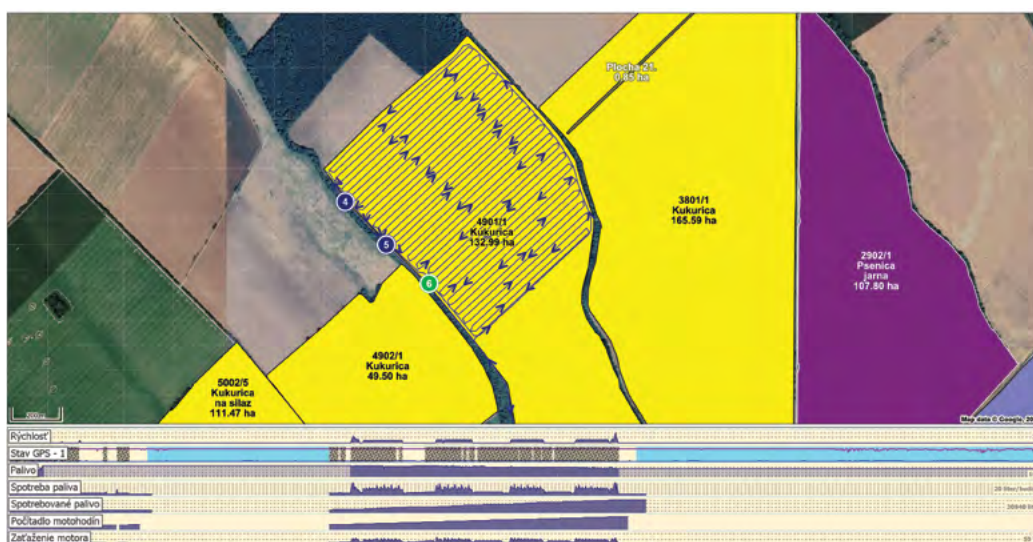 Plocha 21.
0.85 ha
3801/1
Kukurica
165.59 ha
4
4901/1
Kukurica
132.99 ha
5
2902/1
Psenica
jarna
107.80 ha
6
4902/1
Kukurica
49.50 ha
5002/5
Kukurica
na silaz
111.47 ha
Map data © Google, 20
Rýchlosť
Stav GPS - 1
Palivo
Spotreba paliva
Spotrebované palivo
Počítadlo motohodín
Zaťaženie motora